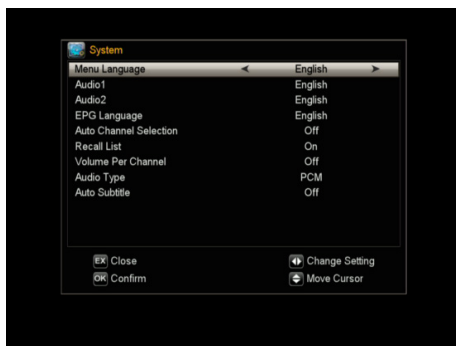 System
Menu Language English
Audio1 English
Audio2 English
EPG Language English
Auto Channel Selection Off
Recall List On
Volume Per Channel Off
Audio Type PCM
Auto Subtitle Off
EX Close Change Setting
OK Confirm Move Cursor